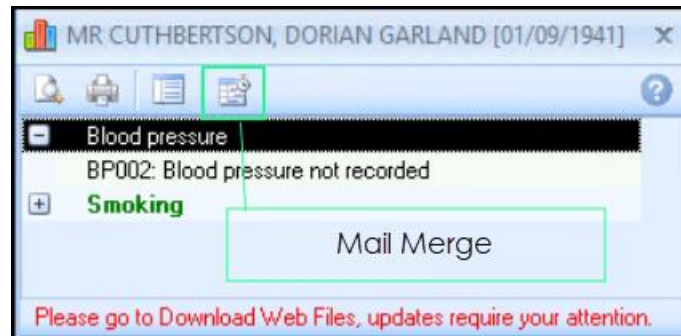 MR CUTHBERTSON, DORIAN GARLAND [01/09/1941]
Blood pressure
BP002: Blood pressure not recorded
Smoking
Mail Merge
Please go to Download Web Files, updates require your attention.